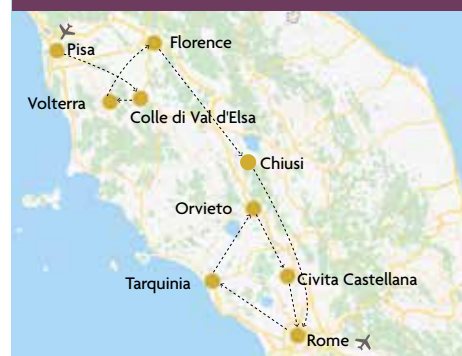 Pisa
Florence
Volterra
Colle di Val d'Elsa
Chiusi
Orvieto
Tarquinia
Civita Castellana
Rome